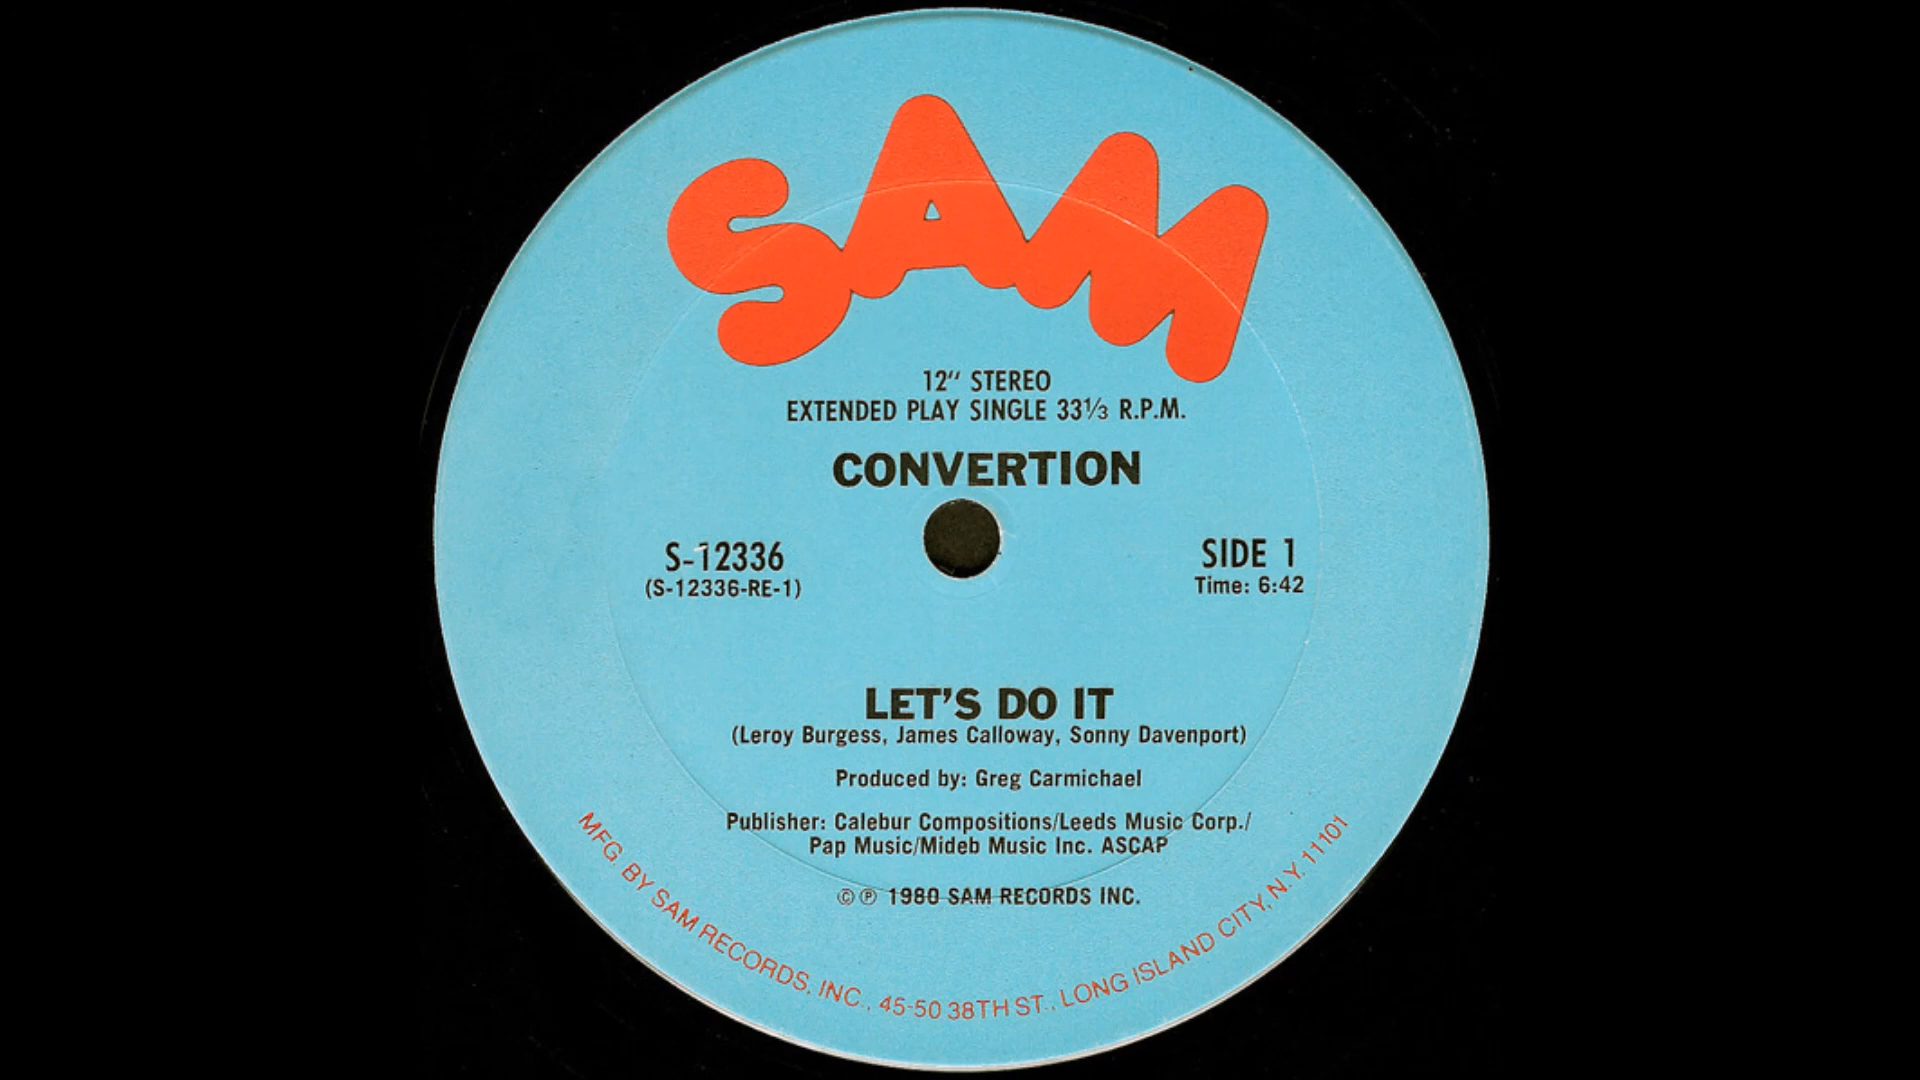 SAM
12" STEREO
EXTENDED PLAY SINGLE 33⅓ R.P.M.
CONVERTION
S-12336
(S-12336-RE-1)
SIDE 1
Time: 6:42
LET'S DO IT
(Leroy Burgess, James Calloway, Sonny Davenport)
Produced by: Greg Carmichael
Publisher: Calebur Compositions/Leeds Music Corp./
Pap Music/Mideb Music Inc. ASCAP
© ℗ 1980 SAM RECORDS INC.
MFG. BY SAM RECORDS, INC., 45-50 38TH ST., LONG ISLAND CITY, N.Y. 11101